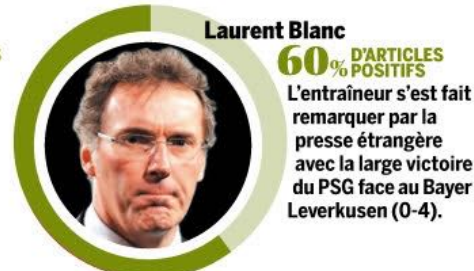 Laurent Blanc
60% D'ARTICLES POSITIFS
L'entraîneur s'est fait
remarquer par la
presse étrangère
avec la large victoire
du PSG face au Bayer
Leverkusen (0-4).